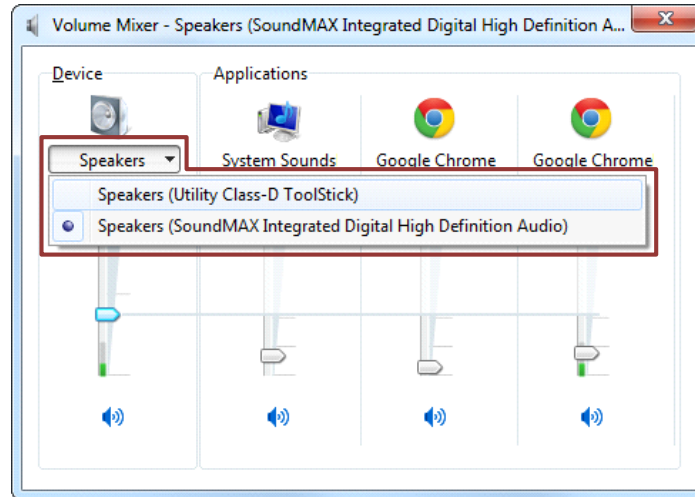 Volume Mixer - Speakers (SoundMAX Integrated Digital High Definition A...
Device
Applications
Speakers
System Sounds
Google Chrome
Google Chrome
Speakers (Utility Class-D ToolStick)
Speakers (SoundMAX Integrated Digital High Definition Audio)